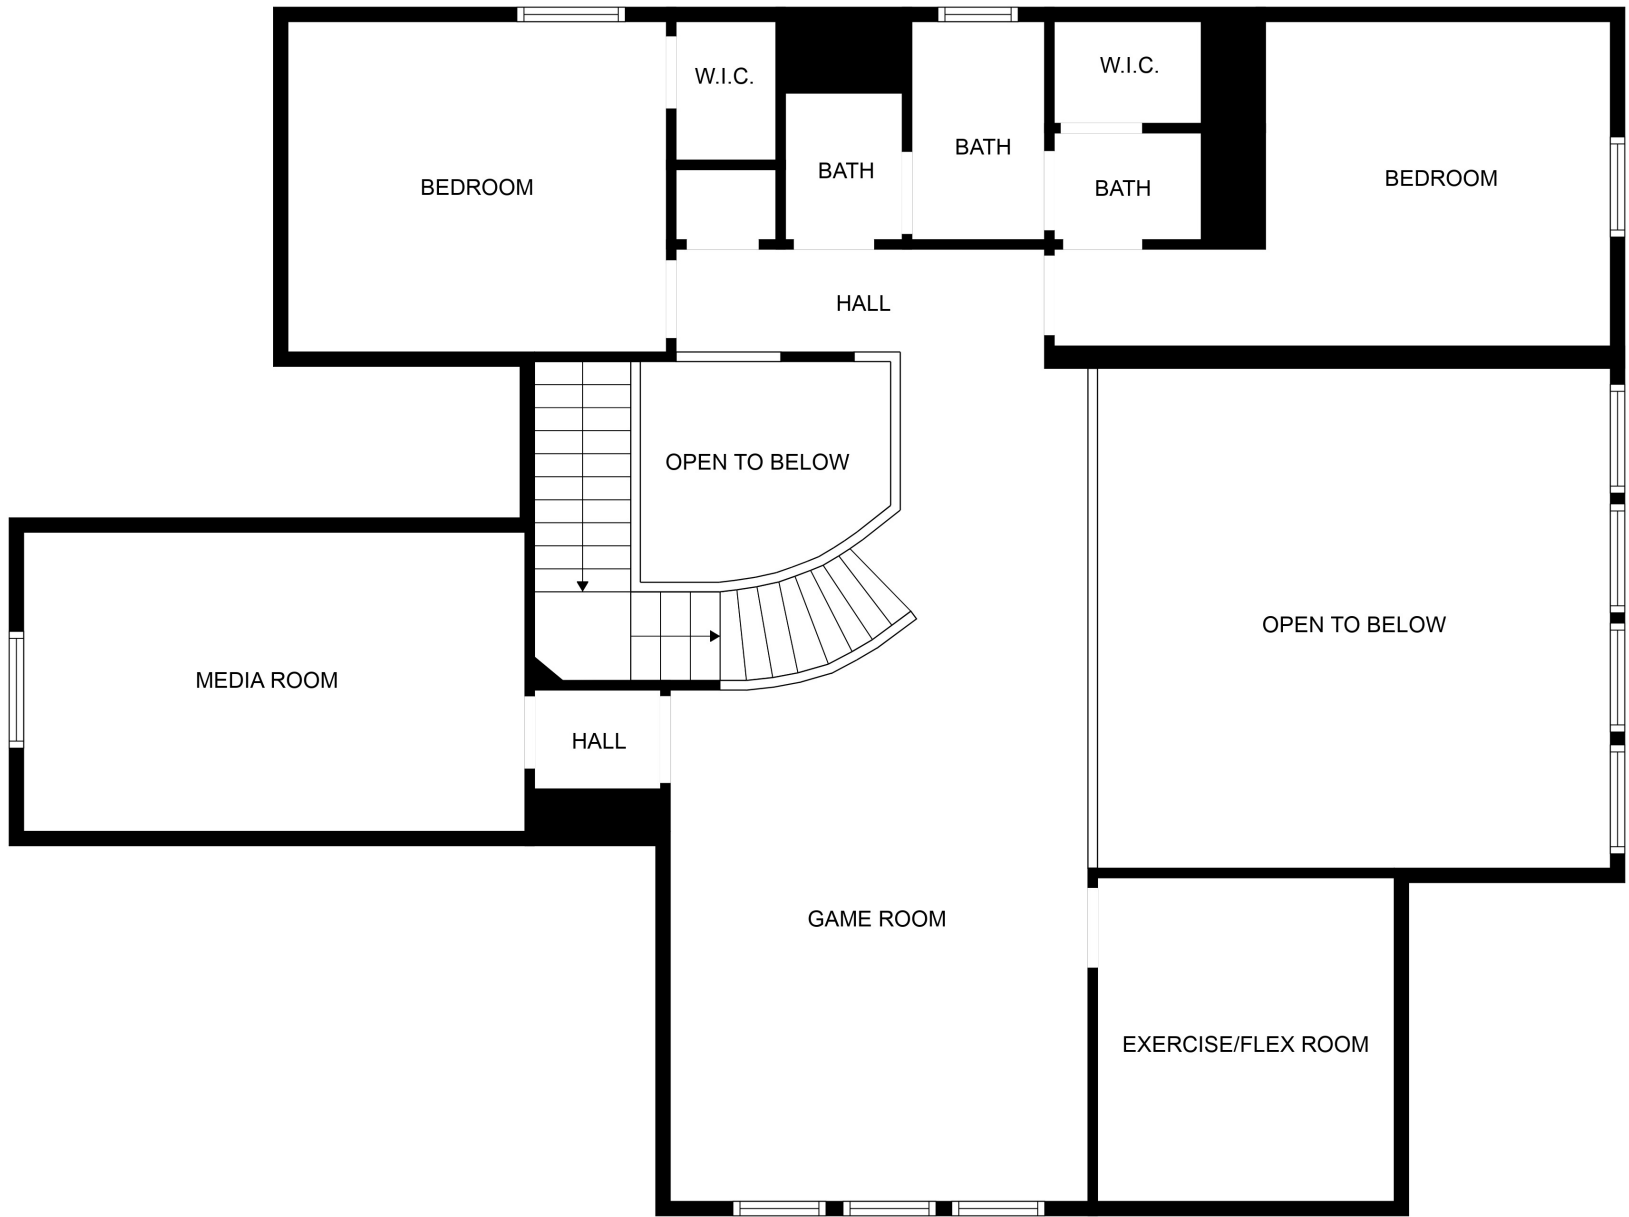 W.I.C.
W.I.C.
BATH
BATH
BATH
BEDROOM
BEDROOM
HALL
OPEN TO BELOW
OPEN TO BELOW
MEDIA ROOM
HALL
GAME ROOM
EXERCISE/FLEX ROOM